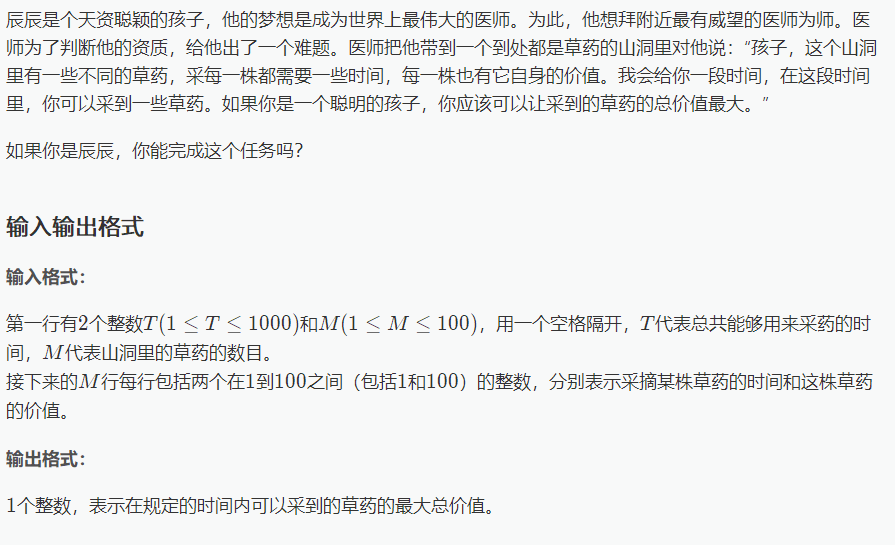 辰辰是个天资聪颖的孩子，他的梦想是成为世界上最伟大的医师。为此，他想拜附近最有威望的医师为师。医
师为了判断他的资质，给他出了一个难题。医师把他带到一个到处都是草药的山洞里对他说：“孩子，这个山洞
里有一些不同的草药，采每一株都需要一些时间，每一株也有它自身的价值。我会给你一段时间，在这段时间
里，你可以采到一些草药。如果你是一个聪明的孩子，你应该可以让采到的草药的总价值最大。”
如果你是辰辰，你能完成这个任务吗？
输入输出格式
输入格式：
第一行有2个整数T(1 ≤ T ≤ 1000)和M(1 ≤ M ≤ 100)，用一个空格隔开，T代表总共能够用来采药的时
间，M代表山洞里的草药的数目。
接下来的M行每行包括两个在1到100之间（包括1和100）的整数，分别表示采摘某株草药的时间和这株草药
的价值。
输出格式：
1个整数，表示在规定的时间内可以采到的草药的最大总价值。